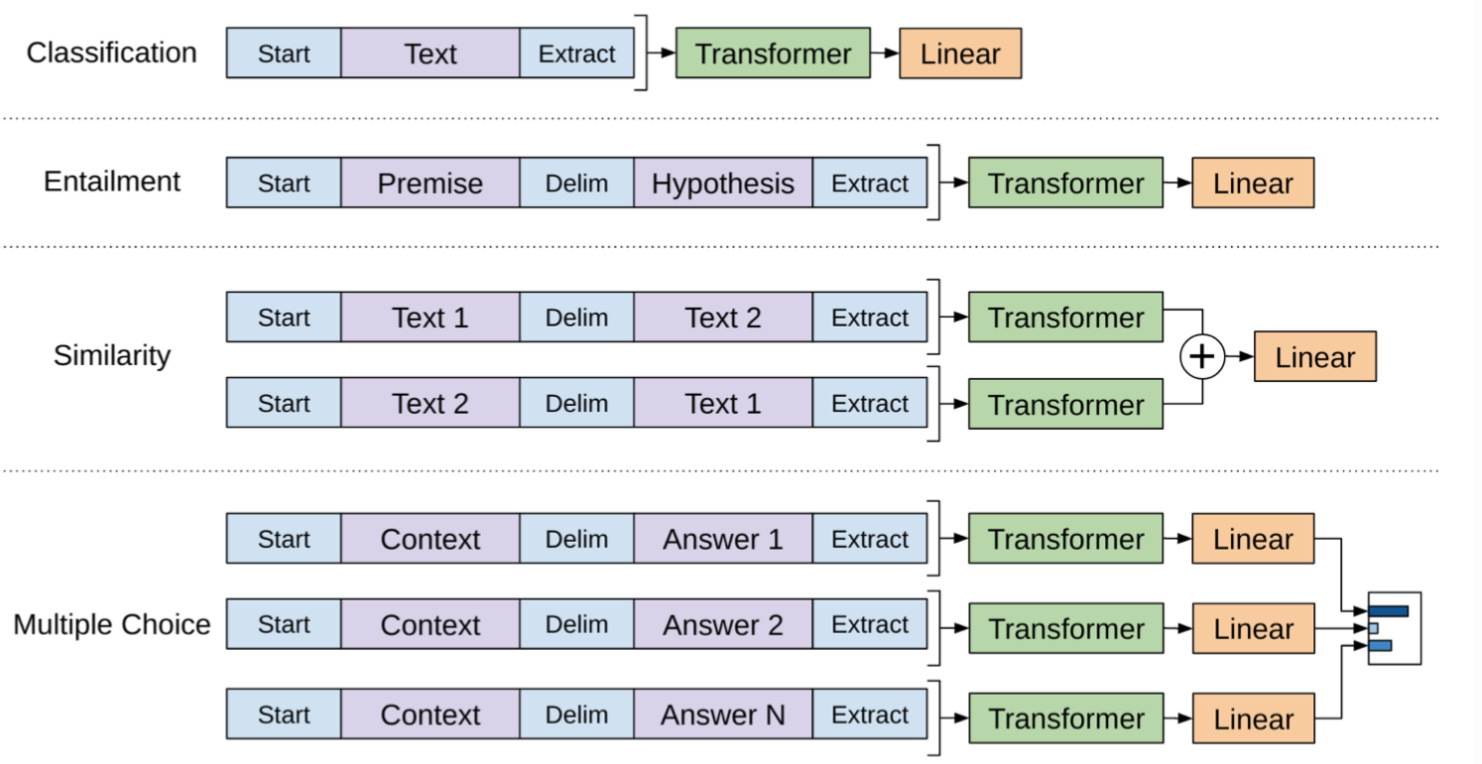 Classification Start Text Extract Transformer Linear
Entailment Start Premise Delim Hypothesis Extract Transformer Linear
Similarity
Start Text 1 Delim Text 2 Extract Transformer
+ Linear
Start Text 2 Delim Text 1 Extract Transformer
Multiple Choice
Start Context Delim Answer 1 Extract Transformer Linear
Start Context Delim Answer 2 Extract Transformer Linear
Start Context Delim Answer N Extract Transformer Linear